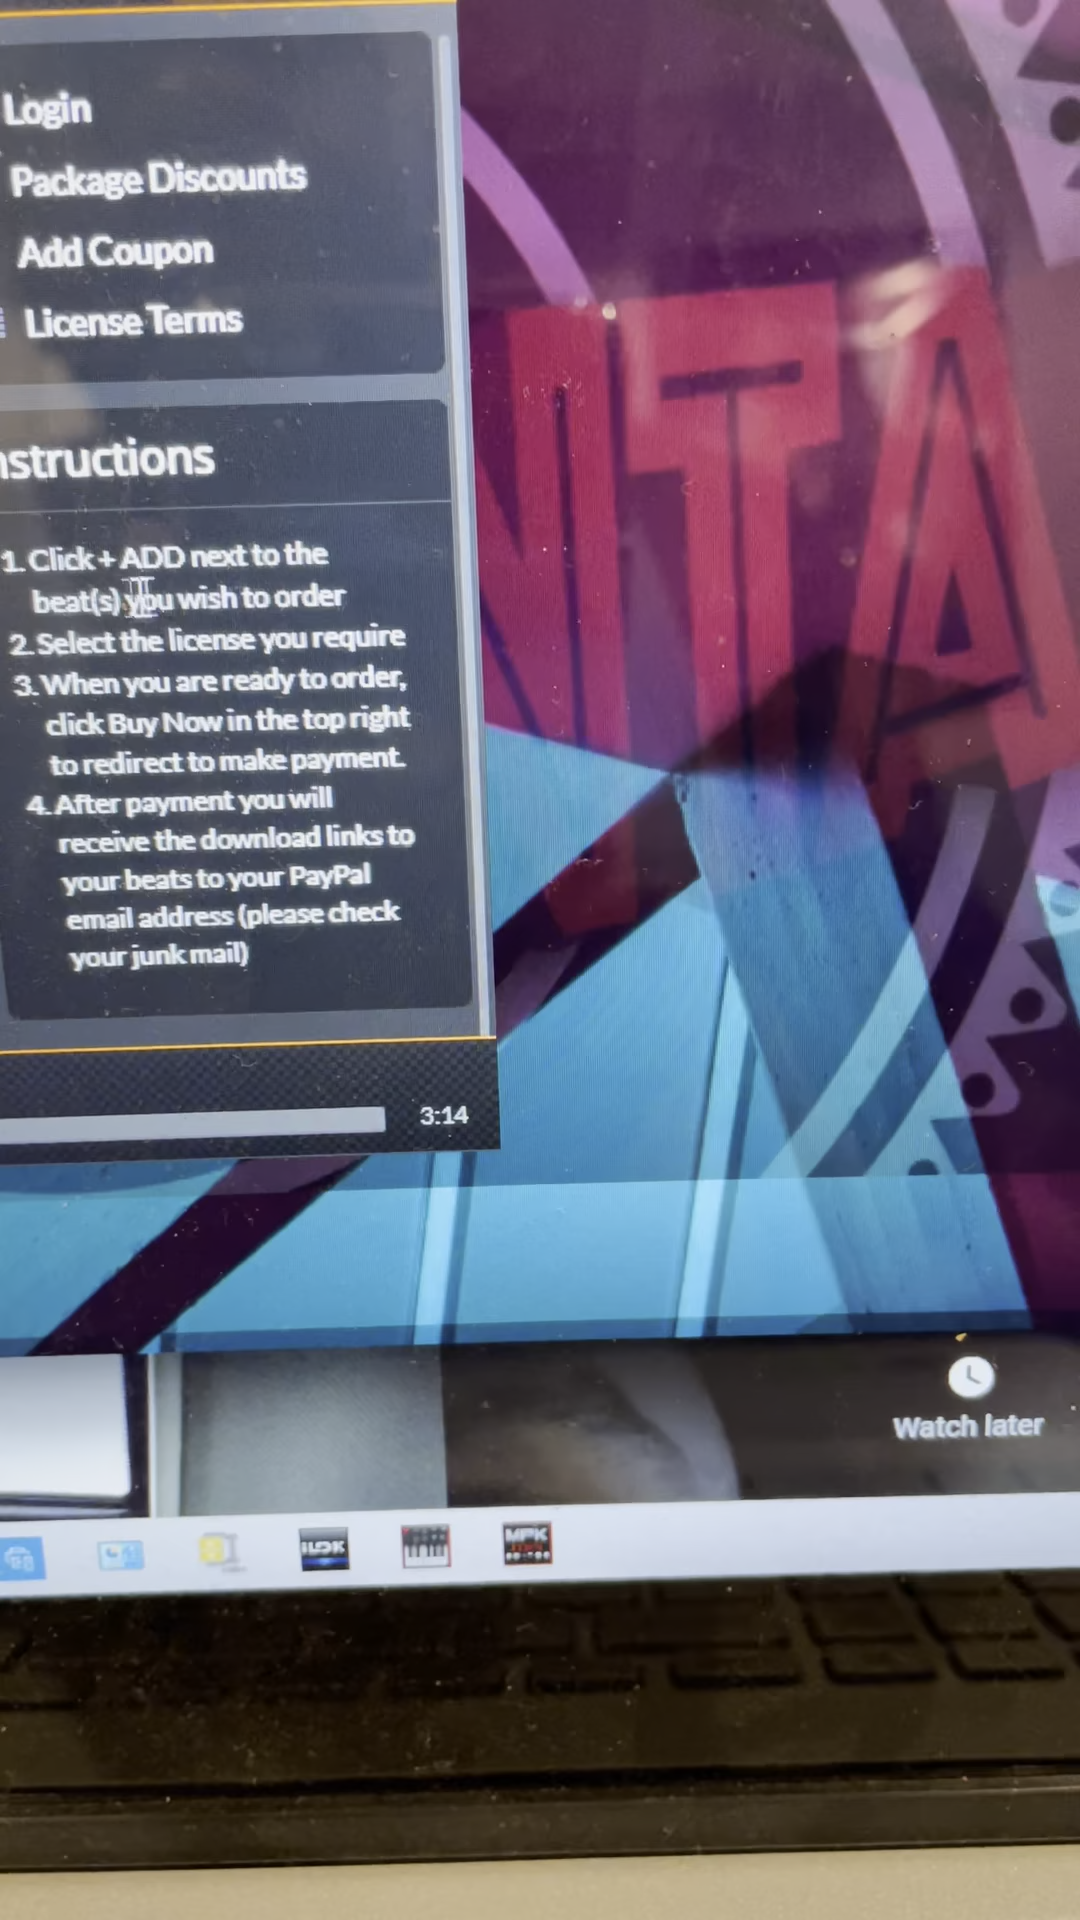 Login
Package Discounts
Add Coupon
License Terms
nstructions
1. Click + ADD next to the
beat(s) you wish to order
2. Select the license you require
3. When you are ready to order,
click Buy Now in the top right
to redirect to make payment.
4. After payment you will
receive the download links to
your beats to your PayPal
email address (please check
your junk mail)
3:14
NITA
Watch later
iLOK
MPK